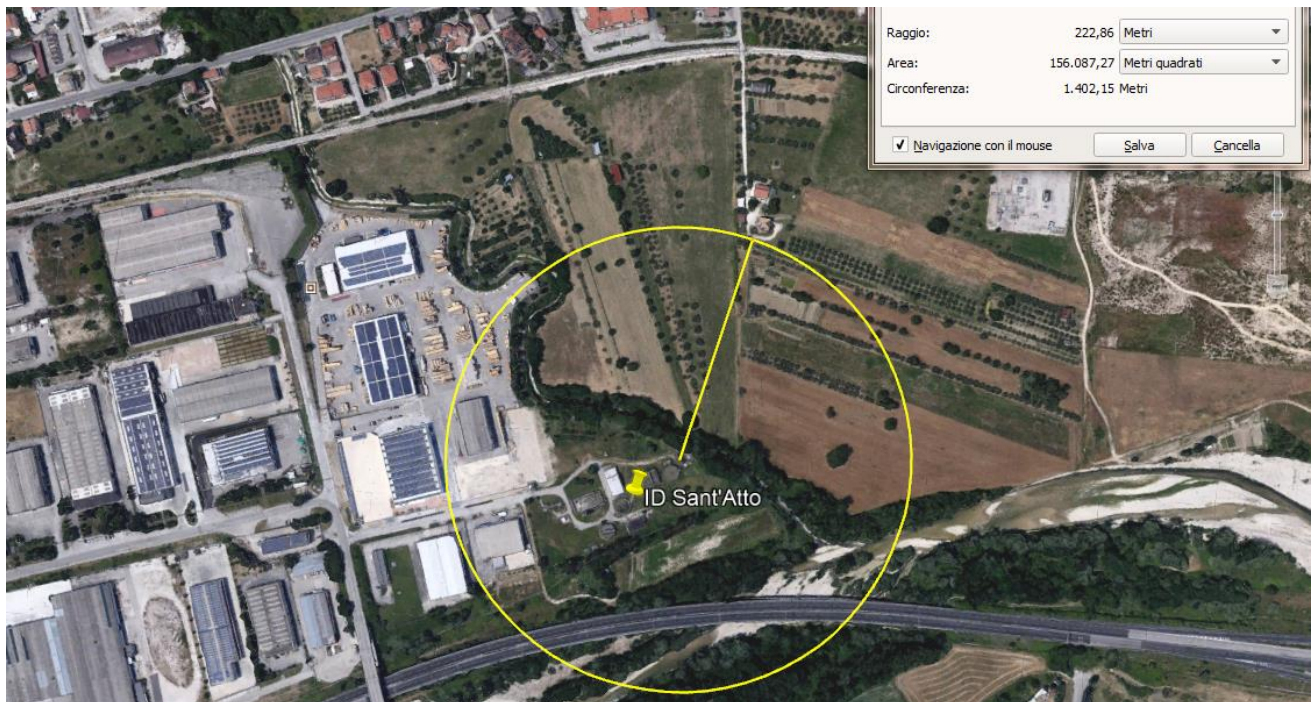 Raggio: 222,86 Metri
Area: 156.087,27 Metri quadrati
Circonferenza: 1.402,15 Metri
Navigazione con il mouse Salva Cancella
ID Sant'Atto